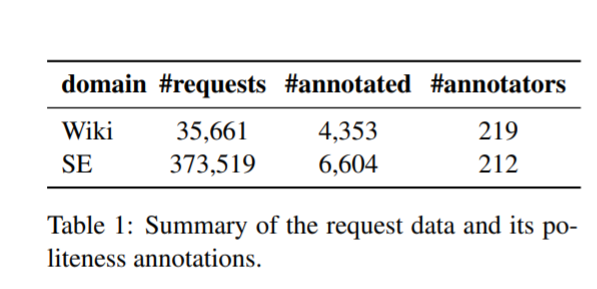 domain #requests #annotated #annotators
Wiki 35,661 4,353 219
SE 373,519 6,604 212
Table 1: Summary of the request data and its po-
liteness annotations.